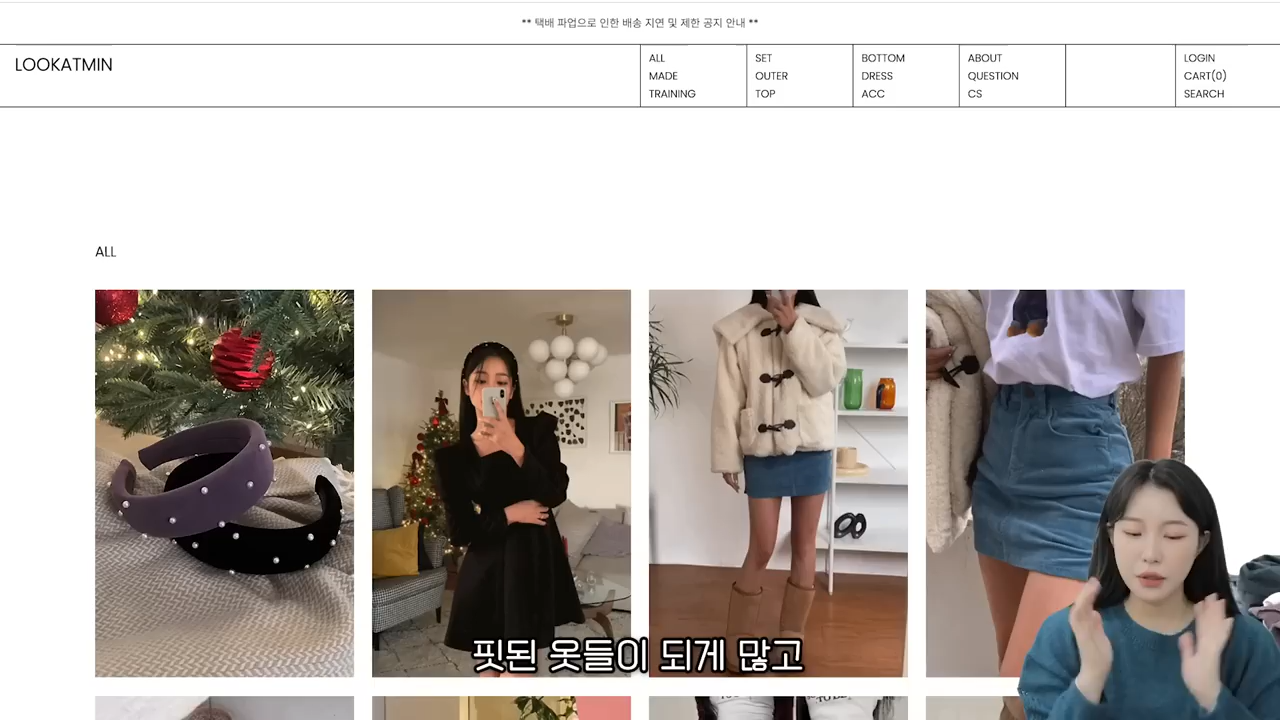 ** 택배 파업으로 인한 배송 지연 및 제한 공지 안내 **
LOOKATMIN
ALL
MADE
TRAINING
SET
OUTER
TOP
BOTTOM
DRESS
ACC
ABOUT
QUESTION
CS
LOGIN
CART(0)
SEARCH
ALL
핏된 옷들이 되게 많고